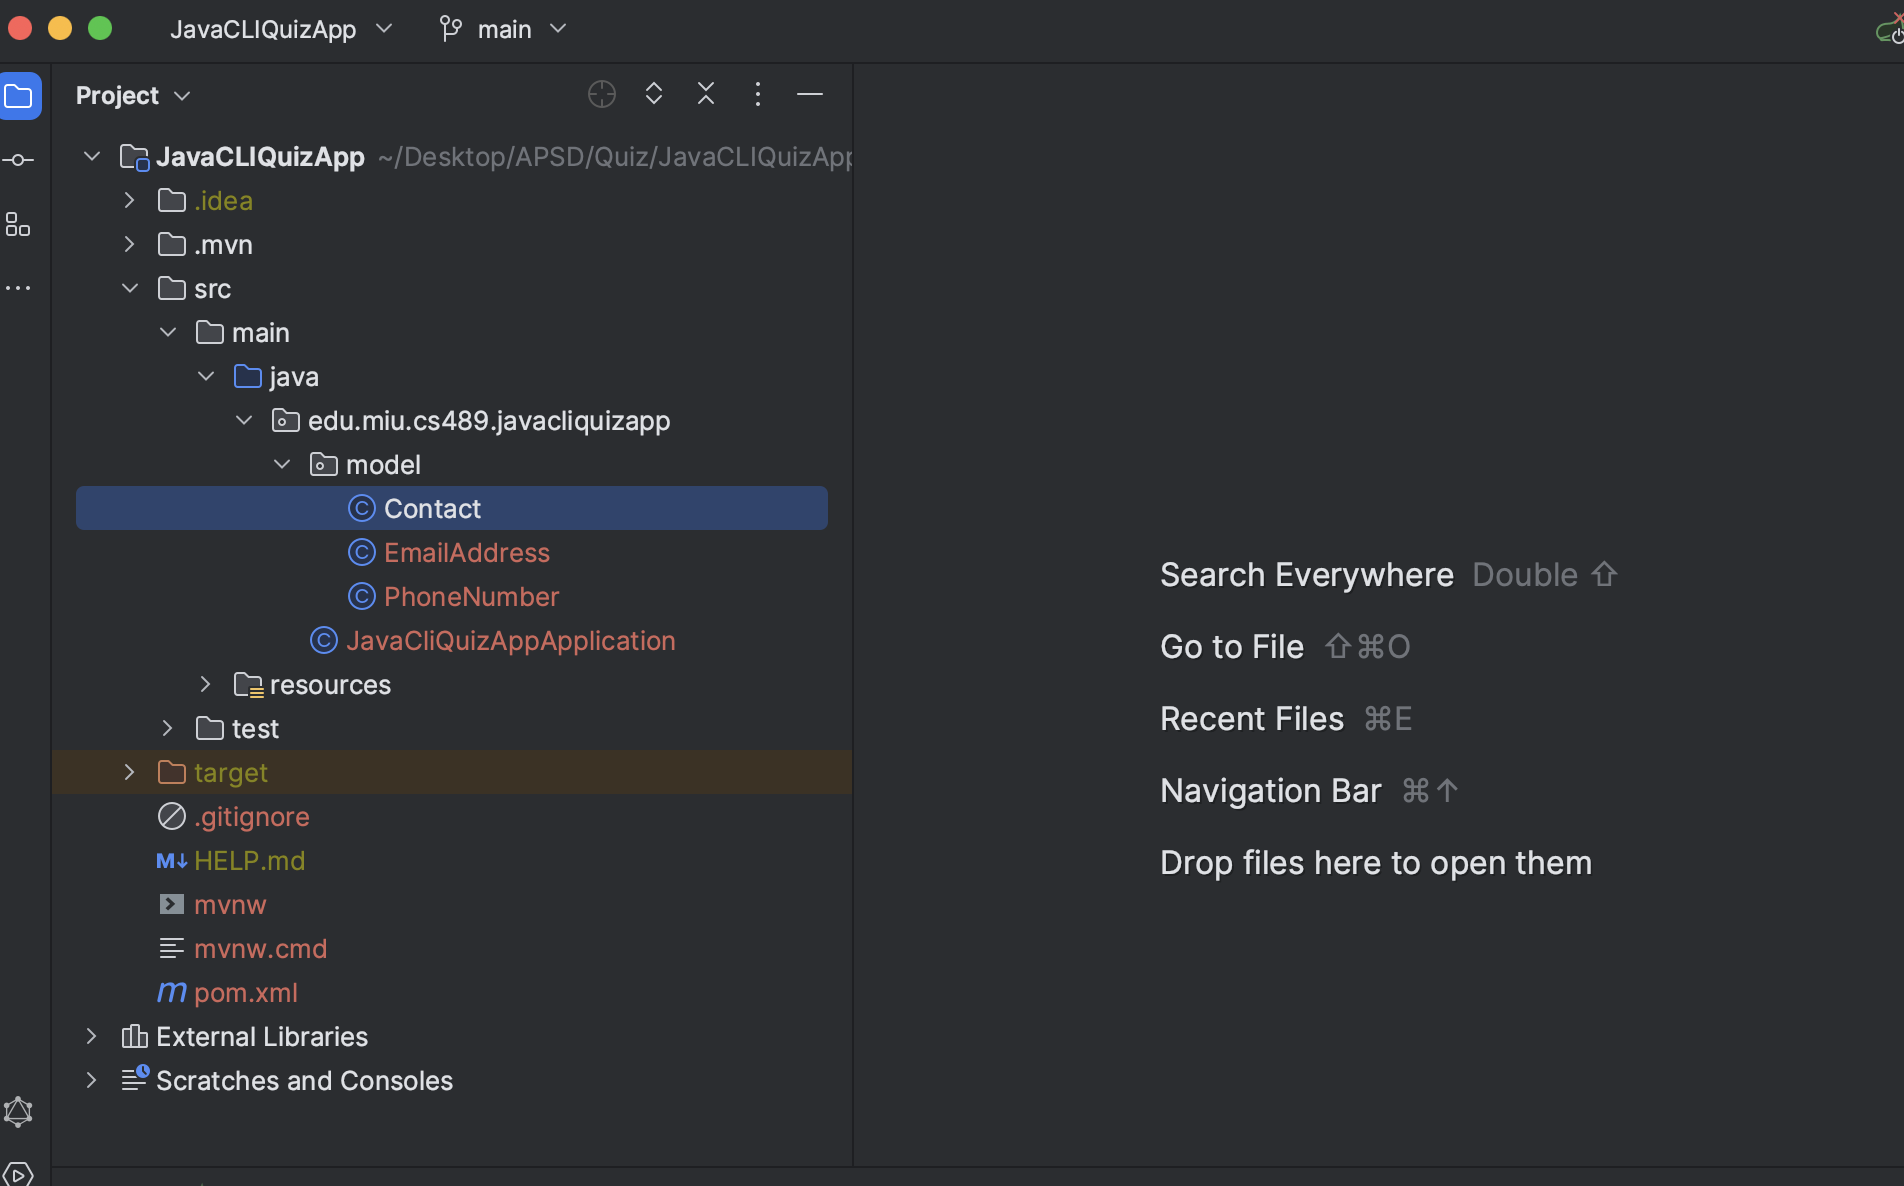 JavaCLIQuizApp main
Project
JavaCLIQuizApp ~/Desktop/APSD/Quiz/JavaCLIQuizApp
.idea
.mvn
src
main
java
edu.miu.cs489.javacliquizapp
model
Contact
EmailAddress
PhoneNumber
JavaCliQuizAppApplication
resources
test
target
.gitignore
M↓ HELP.md
mvnw
mvnw.cmd
m pom.xml
External Libraries
Scratches and Consoles
Search Everywhere Double ⇧
Go to File ⇧⌘O
Recent Files ⌘E
Navigation Bar ⌘↑
Drop files here to open them